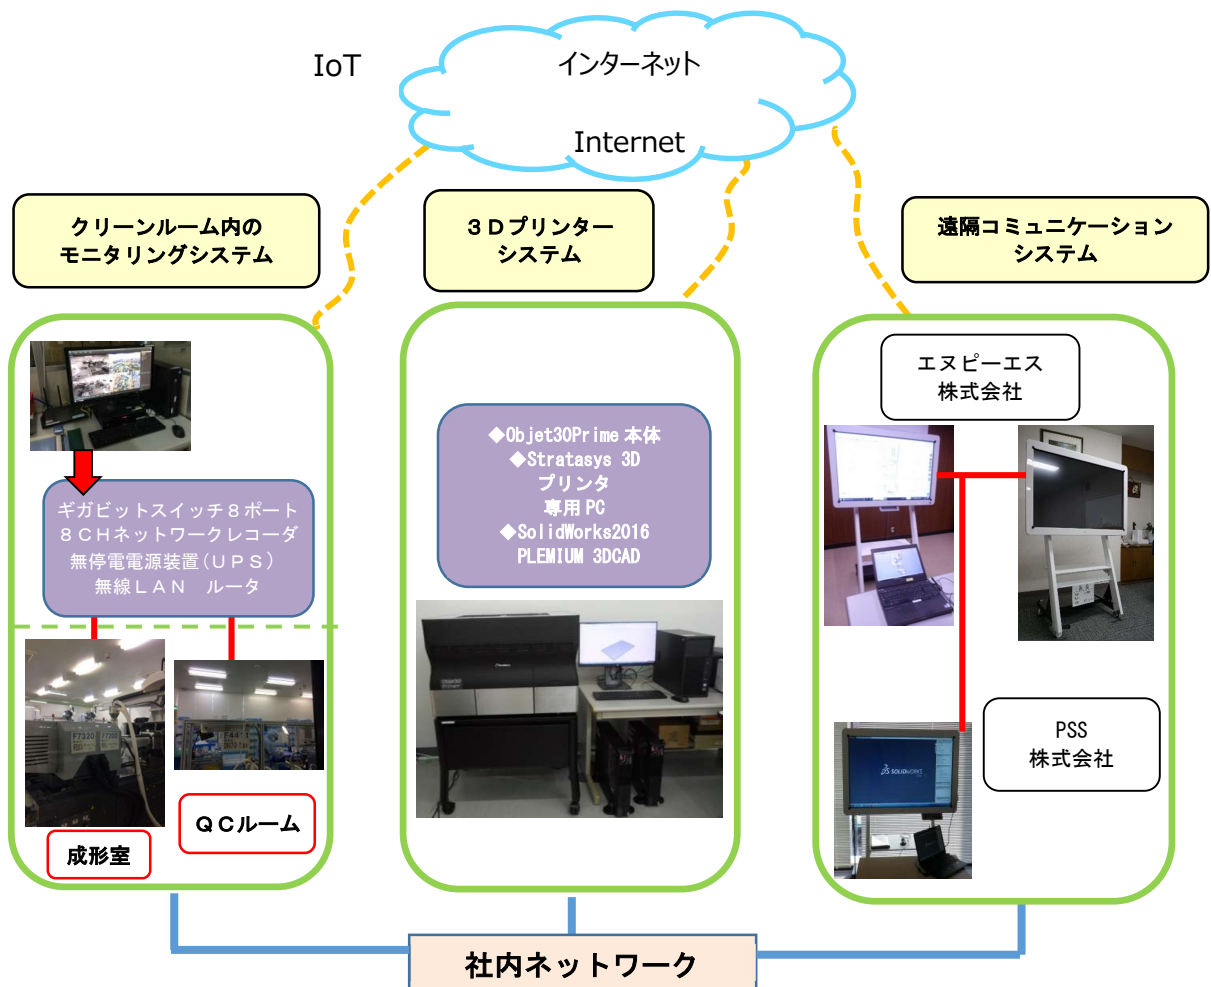 IoT
インターネット
Internet
クリーンルーム内の
モニタリングシステム
３Ｄプリンター
システム
遠隔コミュニケーション
システム
エヌピーエス
株式会社
◆Objet30Prime 本体
◆Stratasys 3D
プリンタ
専用 PC
◆SolidWorks2016
PLEMIUM 3DCAD
ギガビットスイッチ８ポート
８ＣＨネットワークレコーダ
無停電電源装置(ＵＰＳ)
無線ＬＡＮ　ルータ
F7320
F7200
F4411
SOLIDWORKS
PSS
株式会社
ＱＣルーム
成形室
社内ネットワーク